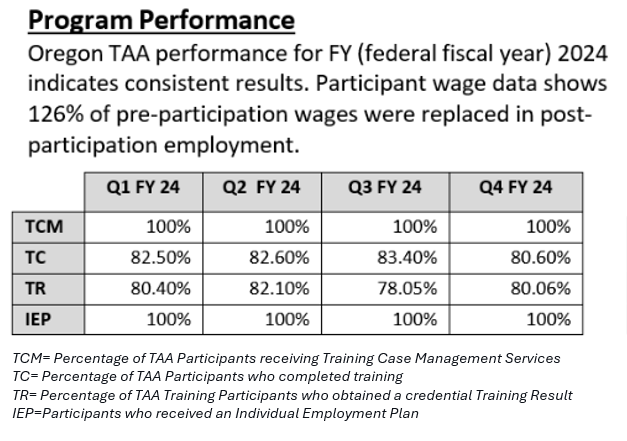 Program Performance
Oregon TAA performance for FY (federal fiscal year) 2024
indicates consistent results. Participant wage data shows
126% of pre-participation wages were replaced in post-
participation employment.
Q1 FY 24 Q2 FY 24 Q3 FY 24 Q4 FY 24
TCM 100% 100% 100% 100%
TC 82.50% 82.60% 83.40% 80.60%
TR 80.40% 82.10% 78.05% 80.06%
IEP 100% 100% 100% 100%
TCM= Percentage of TAA Participants receiving Training Case Management Services
TC= Percentage of TAA Participants who completed training
TR= Percentage of TAA Training Participants who obtained a credential Training Result
IEP=Participants who received an Individual Employment Plan